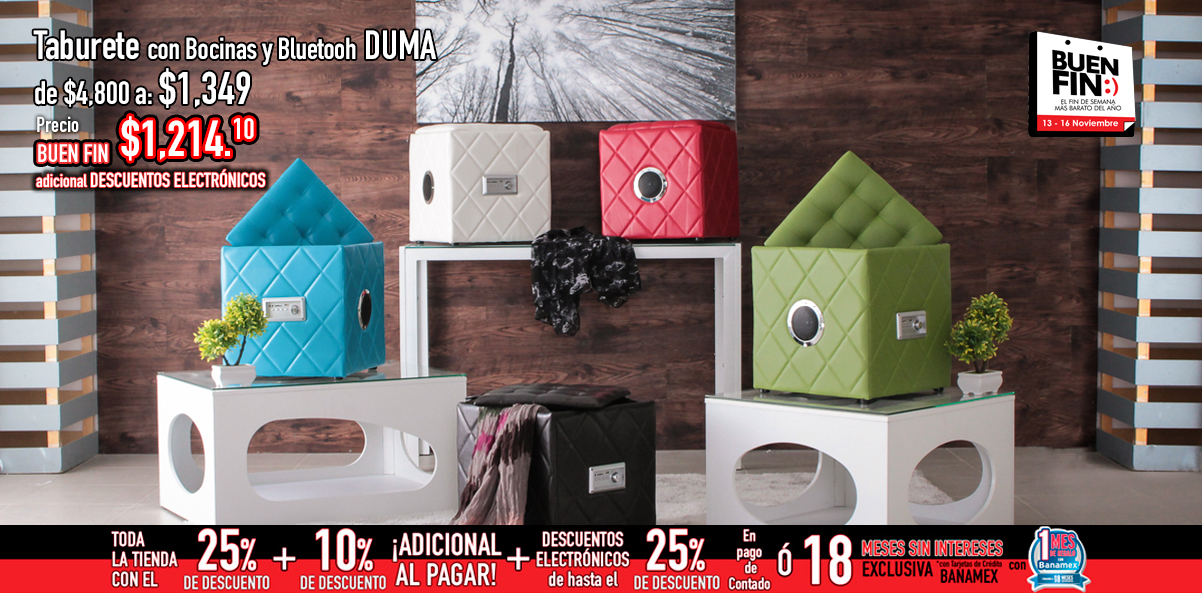 Taburete con Bocinas y Bluetooh DUMA
de $4,800 a: $1,349
Precio
BUEN FIN $1,214.10
adicional DESCUENTOS ELECTRÓNICOS
BUEN
FIN:)
EL FIN DE SEMANA
MÁS BARATO DEL AÑO
13 - 16 Noviembre
TODA
LA TIENDA
CON EL
25%
DE DESCUENTO
+
10%
DE DESCUENTO
¡ADICIONAL
AL PAGAR!
+
DESCUENTOS
ELECTRÓNICOS
de hasta el
25%
DE DESCUENTO
En
pago
de
Contado
ó 18
MESES SIN INTERESES
EXCLUSIVA
"con Tarjetas de Crédito
BANAMEX
con
1 MES
Banamex
18 MESES